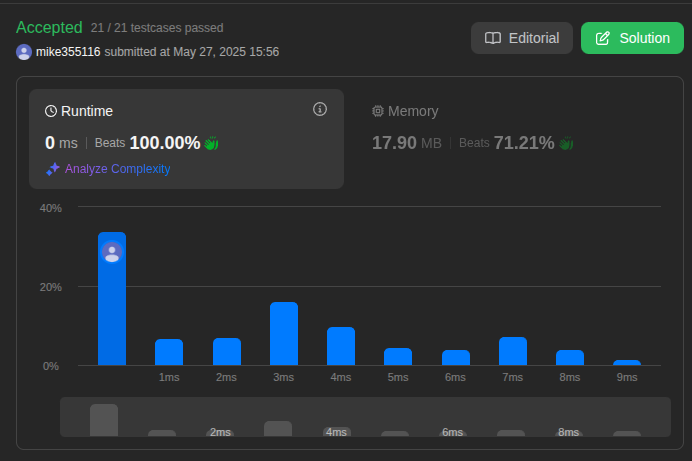 Accepted 21 / 21 testcases passed
mike355116 submitted at May 27, 2025 15:56
Editorial
Solution
Runtime
0 ms Beats 100.00%
Analyze Complexity
Memory
17.90 MB Beats 71.21%
40%
20%
0%
1ms 2ms 3ms 4ms 5ms 6ms 7ms 8ms 9ms
2ms 4ms 6ms 8ms